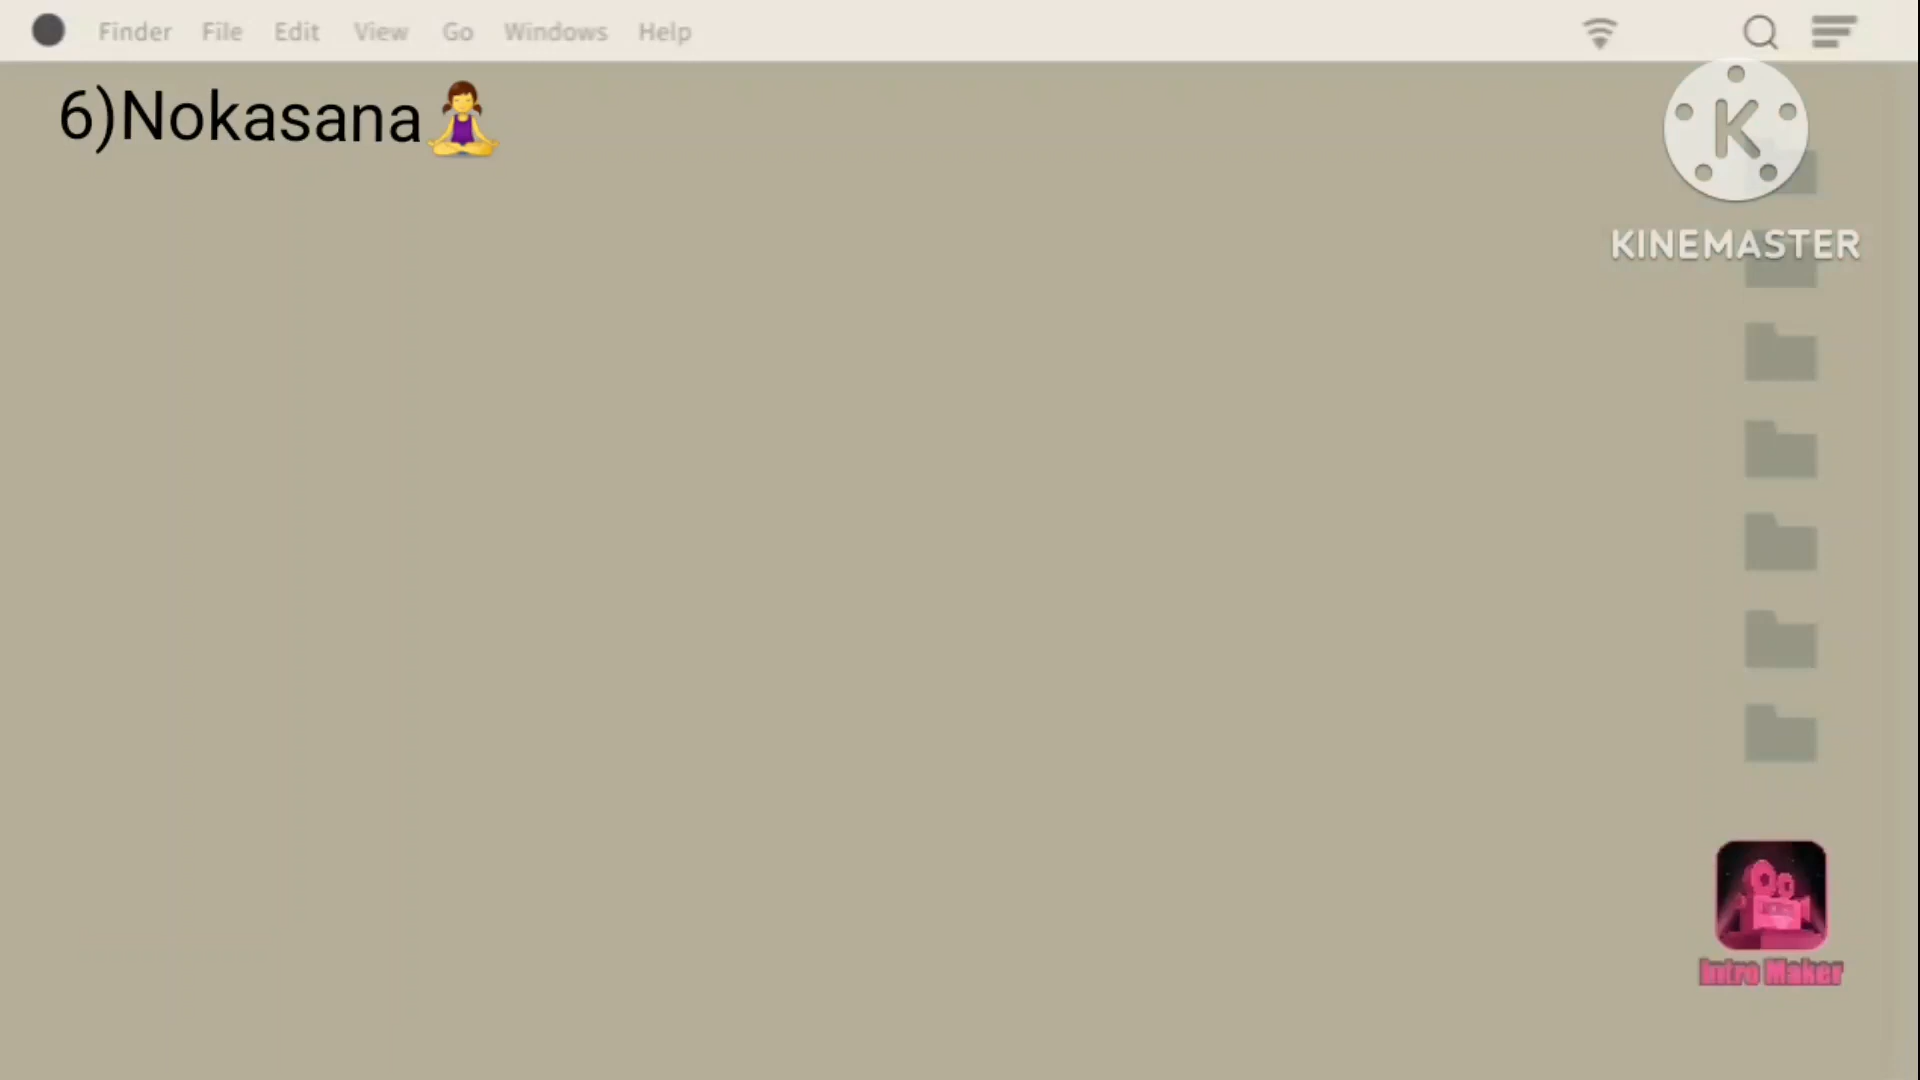 Finder File Edit View Go Windows Help
6)Nokasana🧘‍♀️
K
KINEMASTER
Intro Maker